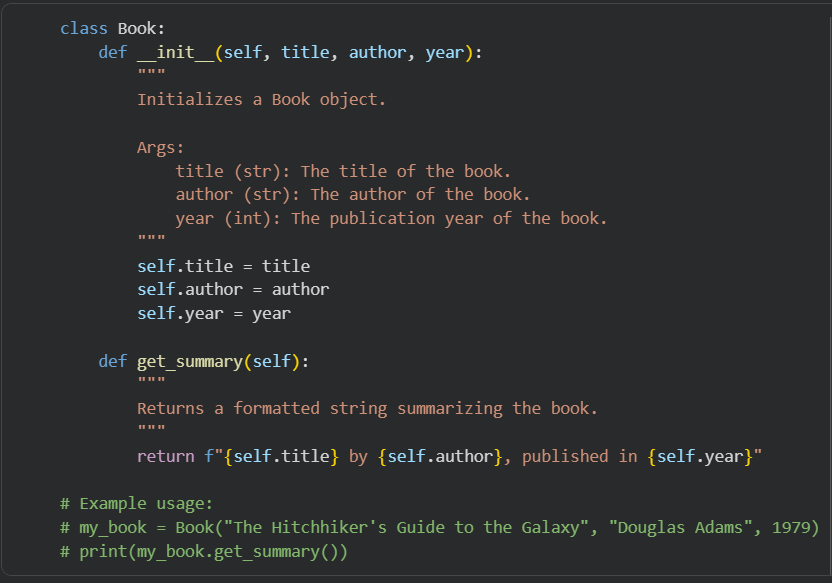 class Book:
    def __init__(self, title, author, year):
        """
        Initializes a Book object.

        Args:
            title (str): The title of the book.
            author (str): The author of the book.
            year (int): The publication year of the book.
        """
        self.title = title
        self.author = author
        self.year = year

    def get_summary(self):
        """
        Returns a formatted string summarizing the book.
        """
        return f"{self.title} by {self.author}, published in {self.year}"

# Example usage:
# my_book = Book("The Hitchhiker's Guide to the Galaxy", "Douglas Adams", 1979)
# print(my_book.get_summary())